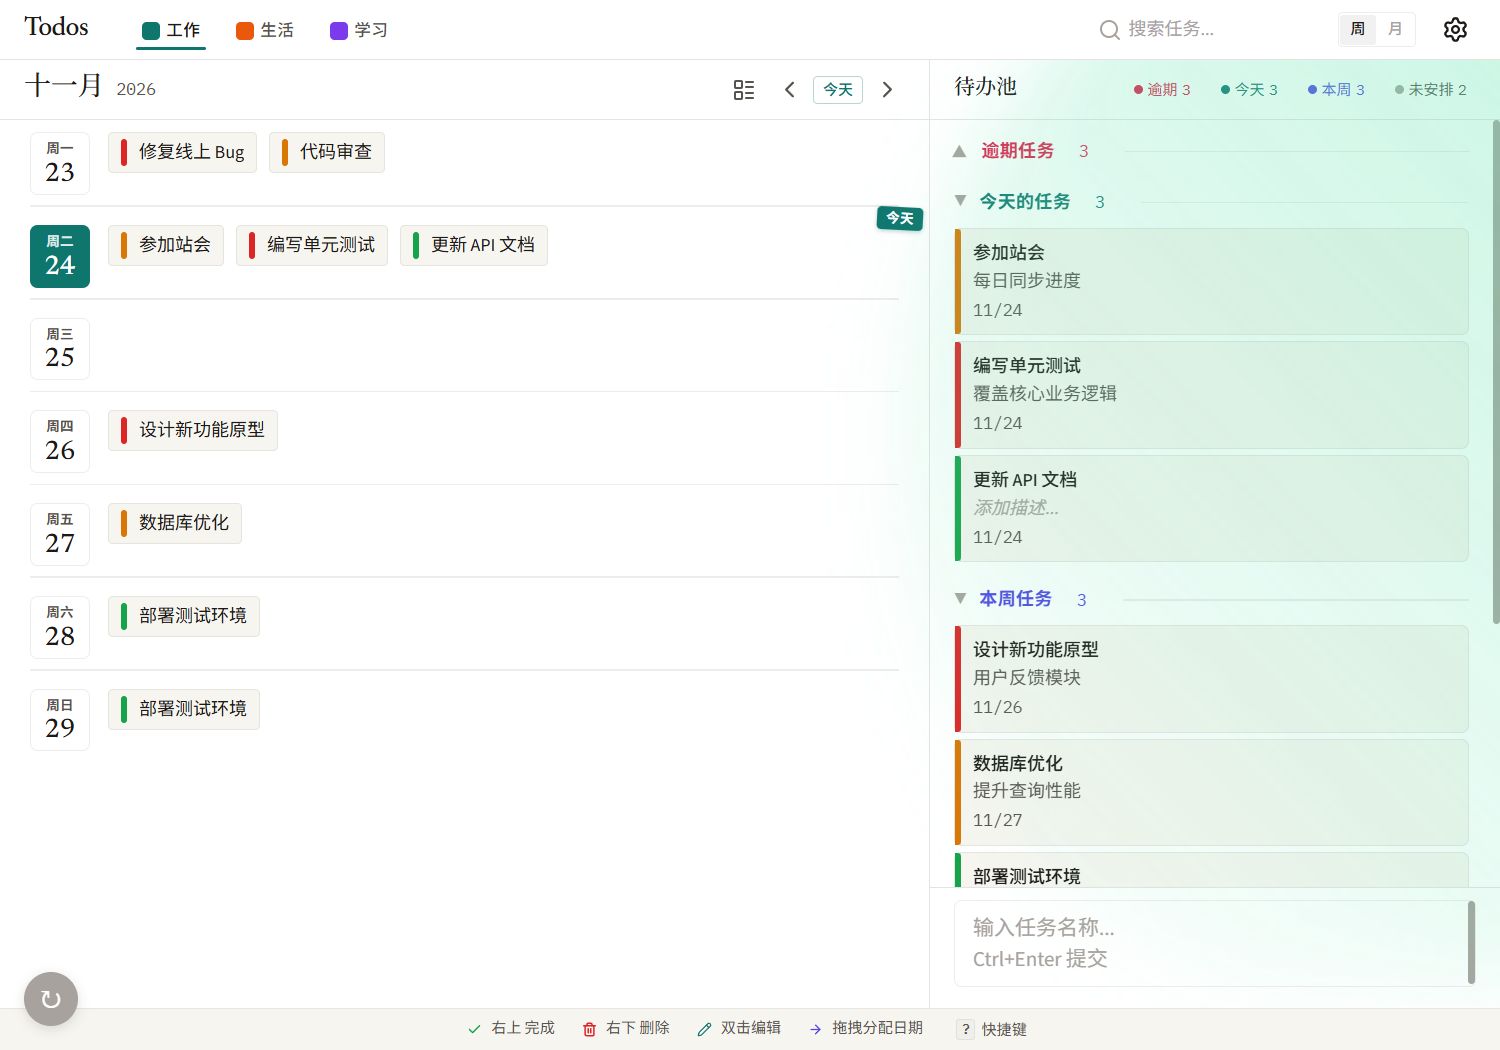 Todos
工作
生活
学习
搜索任务...
周
月
十一月 2026
今天
周一
23
修复线上 Bug
代码审查
今天
周二
24
参加站会
编写单元测试
更新 API 文档
周三
25
周四
26
设计新功能原型
周五
27
数据库优化
周六
28
部署测试环境
周日
29
部署测试环境
待办池
逾期 3
今天 3
本周 3
未安排 2
逾期任务 3
今天的任务 3
参加站会
每日同步进度
11/24
编写单元测试
覆盖核心业务逻辑
11/24
更新 API 文档
添加描述...
11/24
本周任务 3
设计新功能原型
用户反馈模块
11/26
数据库优化
提升查询性能
11/27
部署测试环境
输入任务名称...
Ctrl+Enter 提交
右上 完成
右下 删除
双击编辑
拖拽分配日期
? 快捷键